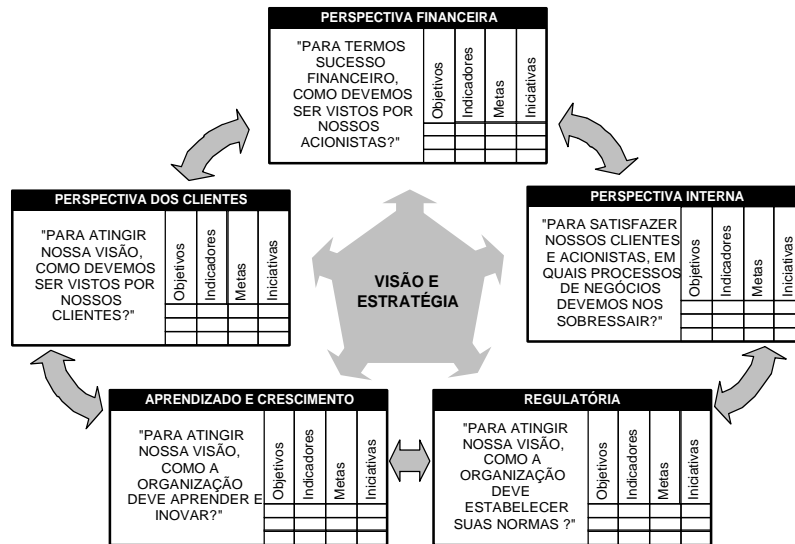 PERSPECTIVA FINANCEIRA
"PARA TERMOS
SUCESSO
FINANCEIRO,
COMO DEVEMOS
SER VISTOS POR
NOSSOS
ACIONISTAS?"
Objetivos
Indicadores
Metas
Iniciativas
PERSPECTIVA DOS CLIENTES
"PARA ATINGIR
NOSSA VISÃO,
COMO DEVEMOS
SER VISTOS POR
NOSSOS
CLIENTES?"
Objetivos
Indicadores
Metas
Iniciativas
VISÃO E
ESTRATÉGIA
PERSPECTIVA INTERNA
"PARA SATISFAZER
NOSSOS CLIENTES
E ACIONISTAS, EM
QUAIS PROCESSOS
DE NEGÓCIOS
DEVEMOS NOS
SOBRESSAIR?"
Objetivos
Indicadores
Metas
Iniciativas
APRENDIZADO E CRESCIMENTO
"PARA ATINGIR
NOSSA VISÃO,
COMO A
ORGANIZAÇÃO
DEVE APRENDER E
INOVAR?"
Objetivos
Indicadores
Metas
Iniciativas
REGULATÓRIA
"PARA ATINGIR
NOSSA VISÃO,
COMO A
ORGANIZAÇÃO
DEVE
ESTABELECER
SUAS NORMAS ?"
Objetivos
Indicadores
Metas
Iniciativas